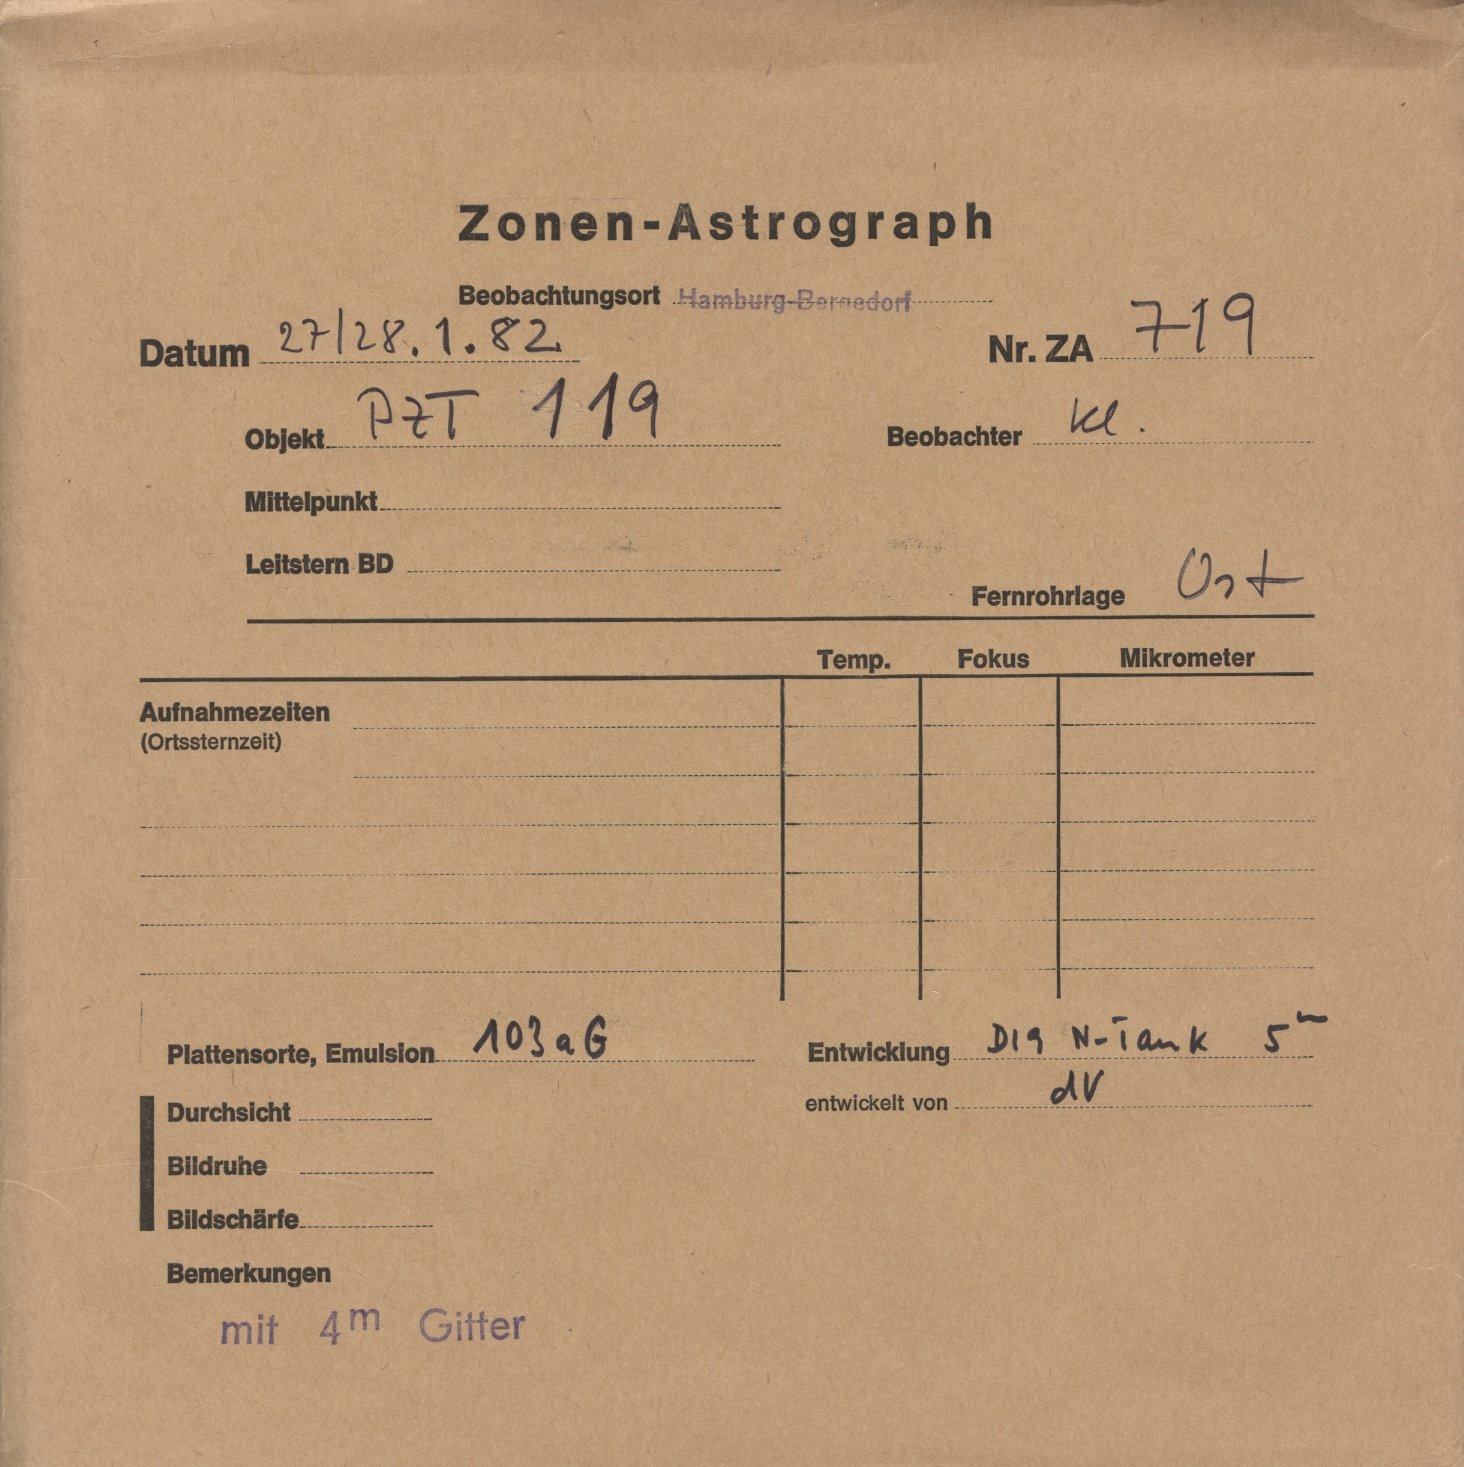 Zonen-Astrograph
Beobachtungsort Hamburg-Bergedorf
Datum 27/28.1.82 Nr. ZA 719
Objekt PZT 119 Beobachter Kl.
Mittelpunkt
Leitstern BD
Fernrohrlage Ost
Temp. Fokus Mikrometer
Aufnahmezeiten
(Ortssternzeit)
Plattensorte, Emulsion 103aG Entwicklung D19 N-Tank 5m
entwickelt von dV
Durchsicht
Bildruhe
Bildschärfe
Bemerkungen
mit 4m Gitter